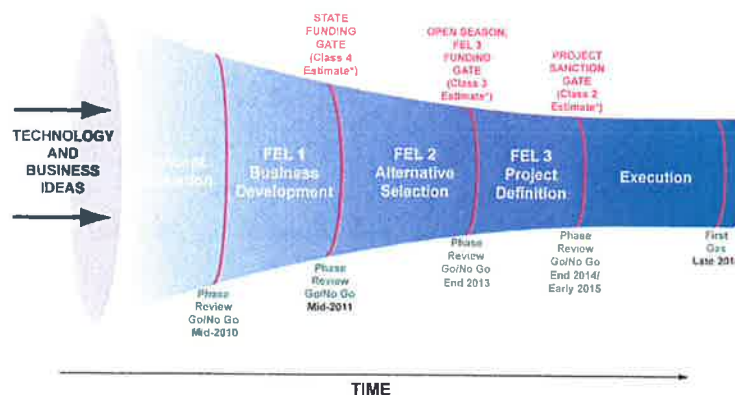 STATE
FUNDING
GATE
(Class 4
Estimate*)
OPEN SEASON,
FEL 3
FUNDING
GATE
(Class 3
Estimate*)
PROJECT
SANCTION
GATE
(Class 2
Estimate*)
TECHNOLOGY
AND
BUSINESS
IDEAS
FEL 1
Business
Development
FEL 2
Alternative
Selection
FEL 3
Project
Definition
Execution
Phase
Review
Go/No Go
Mid-2010
Phase
Review
Go/No Go
Mid-2011
Phase
Review
Go/No Go
End 2013
Phase
Review
Go/No Go
End 2014/
Early 2015
First
Gas
Late
TIME